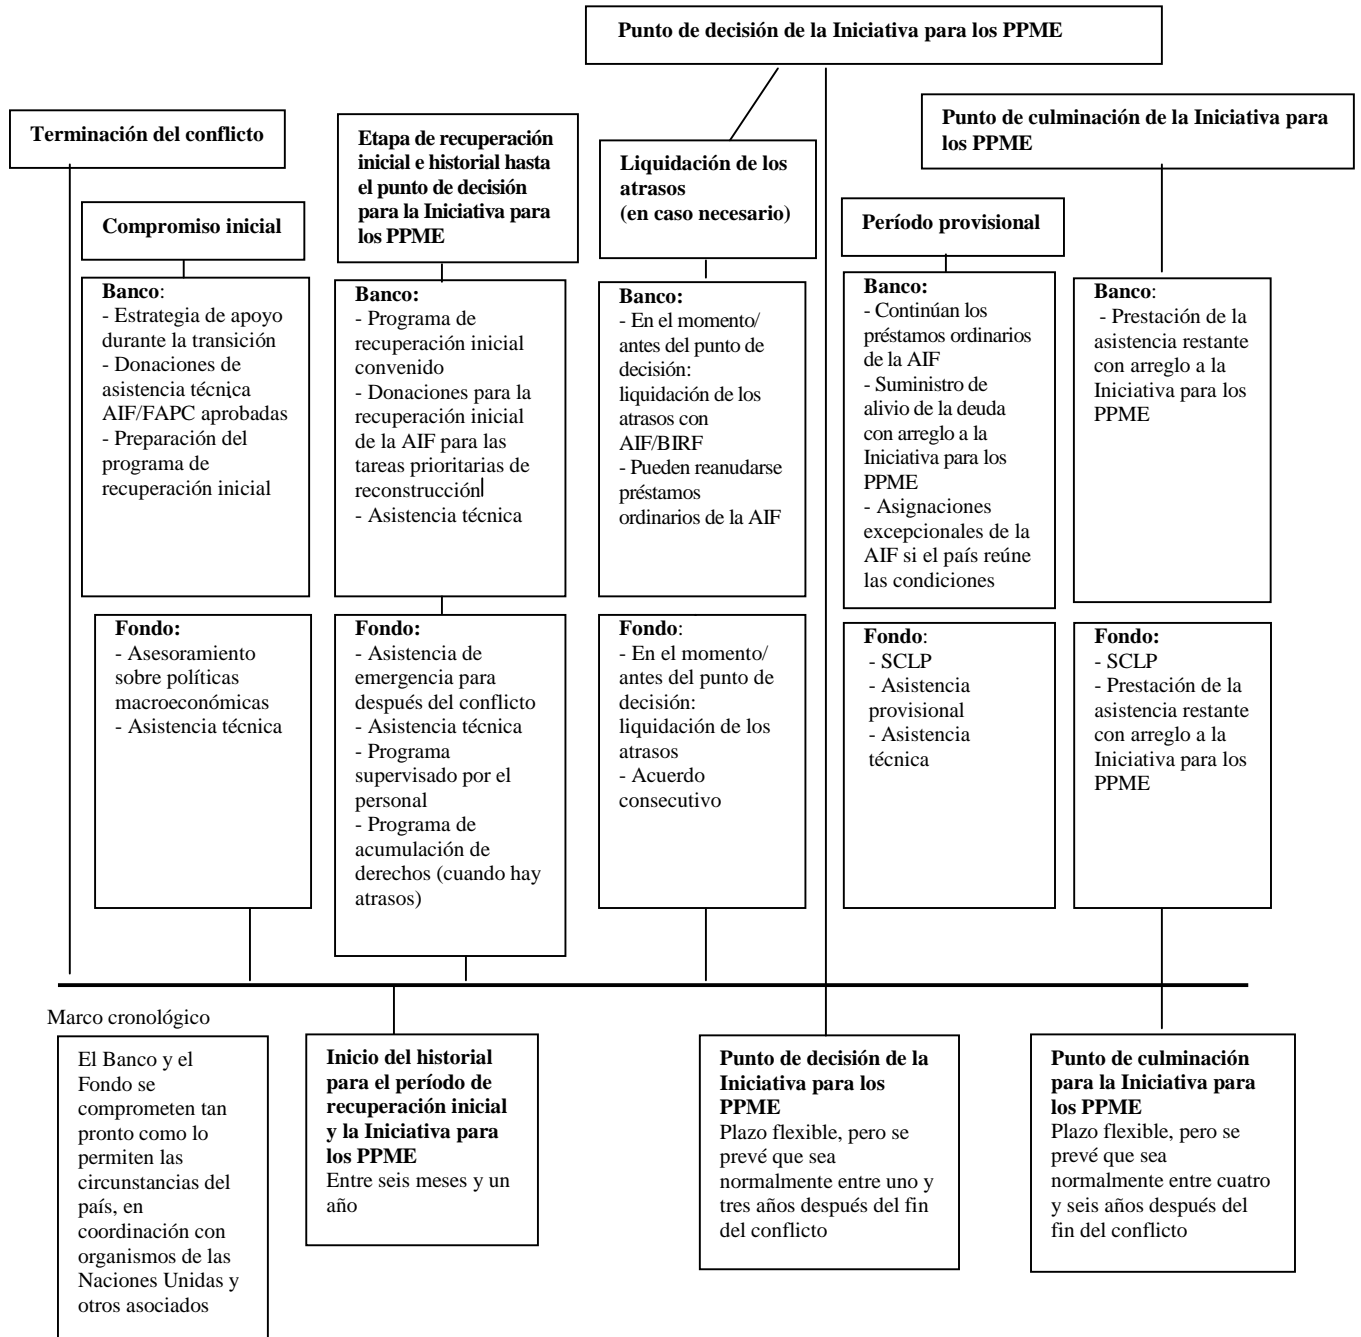 Punto de decisión de la Iniciativa para los PPME
Terminación del conflicto
Etapa de recuperación
inicial e historial hasta
el punto de decisión
para la Iniciativa para
los PPME
Liquidación de los
atrasos
(en caso necesario)
Punto de culminación de la Iniciativa para
los PPME
Compromiso inicial
Período provisional
Banco:
- Estrategia de apoyo
durante la transición
- Donaciones de
asistencia técnica
AIF/FAPC aprobadas
- Preparación del
programa de
recuperación inicial
Banco:
- Programa de
recuperación inicial
convenido
- Donaciones para la
recuperación inicial
de la AIF para las
tareas prioritarias de
reconstrucción
- Asistencia técnica
Banco:
- En el momento/
antes del punto de
decisión:
liquidación de los
atrasos con
AIF/BIRF
- Pueden reanudarse
préstamos
ordinarios de la AIF
Banco:
- Continúan los
préstamos ordinarios
de la AIF
- Suministro de
alivio de la deuda
con arreglo a la
Iniciativa para los
PPME
- Asignaciones
excepcionales de la
AIF si el país reúne
las condiciones
Banco:
- Prestación de la
asistencia restante
con arreglo a la
Iniciativa para los
PPME
Fondo:
- Asesoramiento
sobre políticas
macroeconómicas
- Asistencia técnica
Fondo:
- Asistencia de
emergencia para
después del conflicto
- Asistencia técnica
- Programa
supervisado por el
personal
- Programa de
acumulación de
derechos (cuando hay
atrasos)
Fondo:
- En el momento/
antes del punto de
decisión:
liquidación de los
atrasos
- Acuerdo
consecutivo
Fondo:
- SCLP
- Asistencia
provisional
- Asistencia
técnica
Fondo:
- SCLP
- Prestación de la
asistencia restante
con arreglo a la
Iniciativa para los
PPME
Marco cronológico
El Banco y el
Fondo se
comprometen tan
pronto como lo
permiten las
circunstancias del
país, en
coordinación con
organismos de las
Naciones Unidas y
otros asociados
Inicio del historial
para el período de
recuperación inicial
y la Iniciativa para
los PPME
Entre seis meses y un
año
Punto de decisión de la
Iniciativa para los
PPME
Plazo flexible, pero se
prevé que sea
normalmente entre uno y
tres años después del fin
del conflicto
Punto de culminación
para la Iniciativa para
los PPME
Plazo flexible, pero se
prevé que sea
normalmente entre cuatro
y seis años después del
fin del conflicto